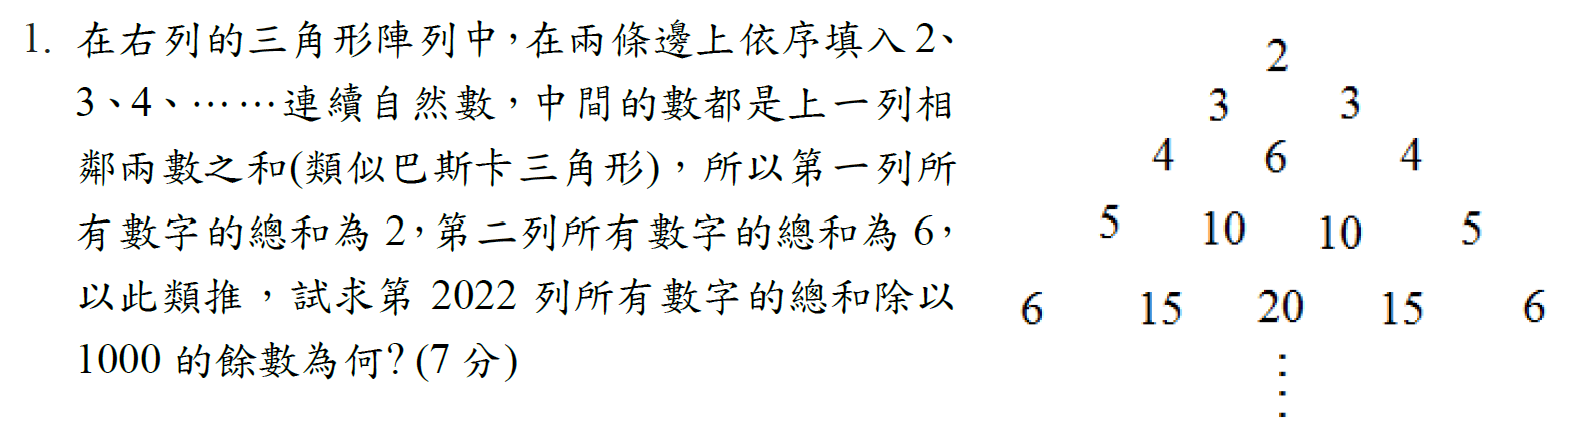 1. 在右列的三角形陣列中,在兩條邊上依序填入2、
3、4、……連續自然數,中間的數都是上一列相
鄰兩數之和(類似巴斯卡三角形),所以第一列所
有數字的總和為 2,第二列所有數字的總和為 6,
以此類推,試求第 2022 列所有數字的總和除以
1000 的餘數為何? (7 分)
2
3 3
4 6 4
5 10 10 5
6 15 20 15 6
⋮